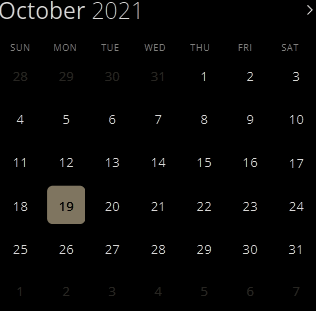 October 2021 >
SUN MON TUE WED THU FRI SAT
28 29 30 31 1 2 3
4 5 6 7 8 9 10
11 12 13 14 15 16 17
18 19 20 21 22 23 24
25 26 27 28 29 30 31
1 2 3 4 5 6 7